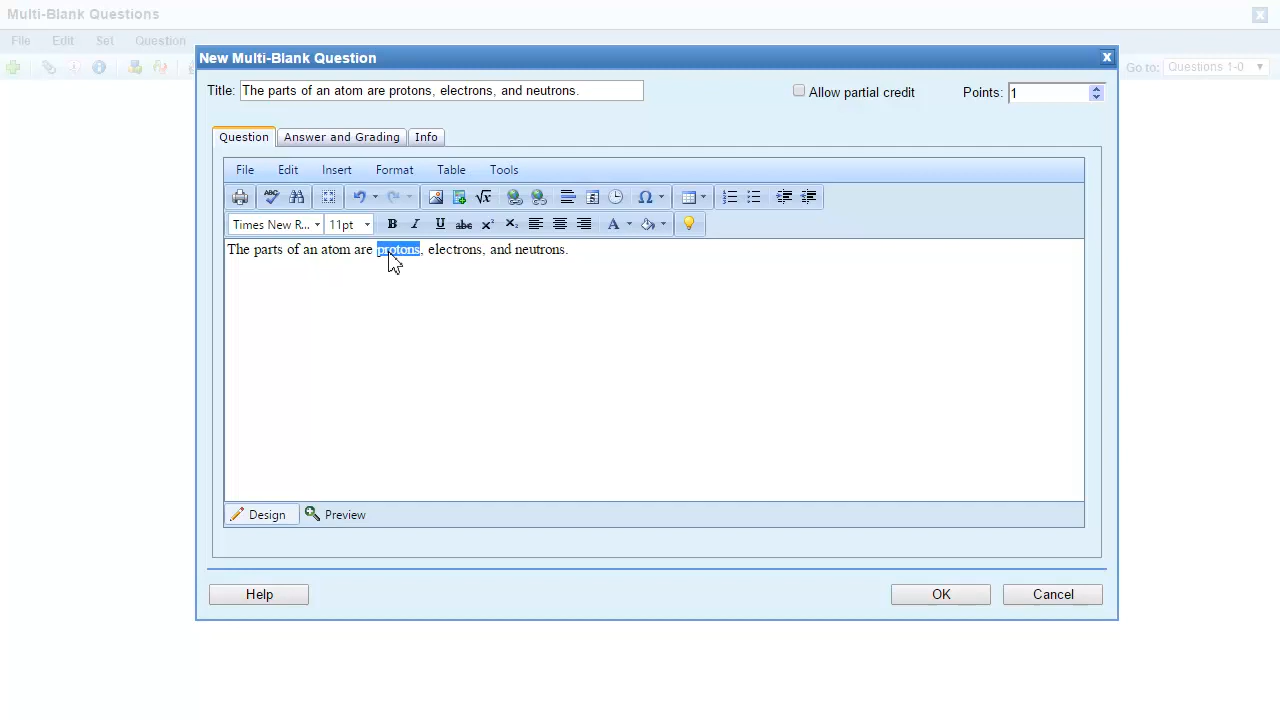 Multi-Blank Questions
File Edit Set Question
Go to: Questions 1-0
New Multi-Blank Question
Title: The parts of an atom are protons, electrons, and neutrons.
Allow partial credit
Points: 1
Question Answer and Grading Info
File Edit Insert Format Table Tools
Times New R... 11pt B I U abc x² X₂ A
The parts of an atom are protons, electrons, and neutrons.
Design Preview
Help OK Cancel